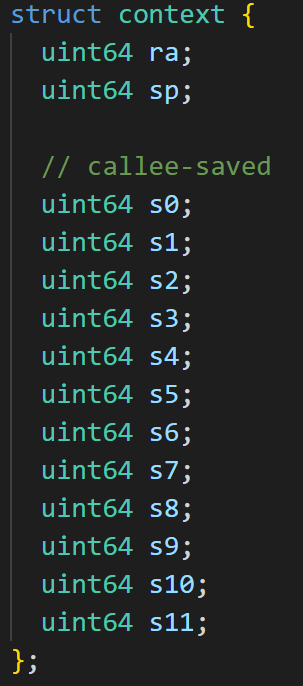 struct context {
uint64 ra;
uint64 sp;
// callee-saved
uint64 s0;
uint64 s1;
uint64 s2;
uint64 s3;
uint64 s4;
uint64 s5;
uint64 s6;
uint64 s7;
uint64 s8;
uint64 s9;
uint64 s10;
uint64 s11;
};